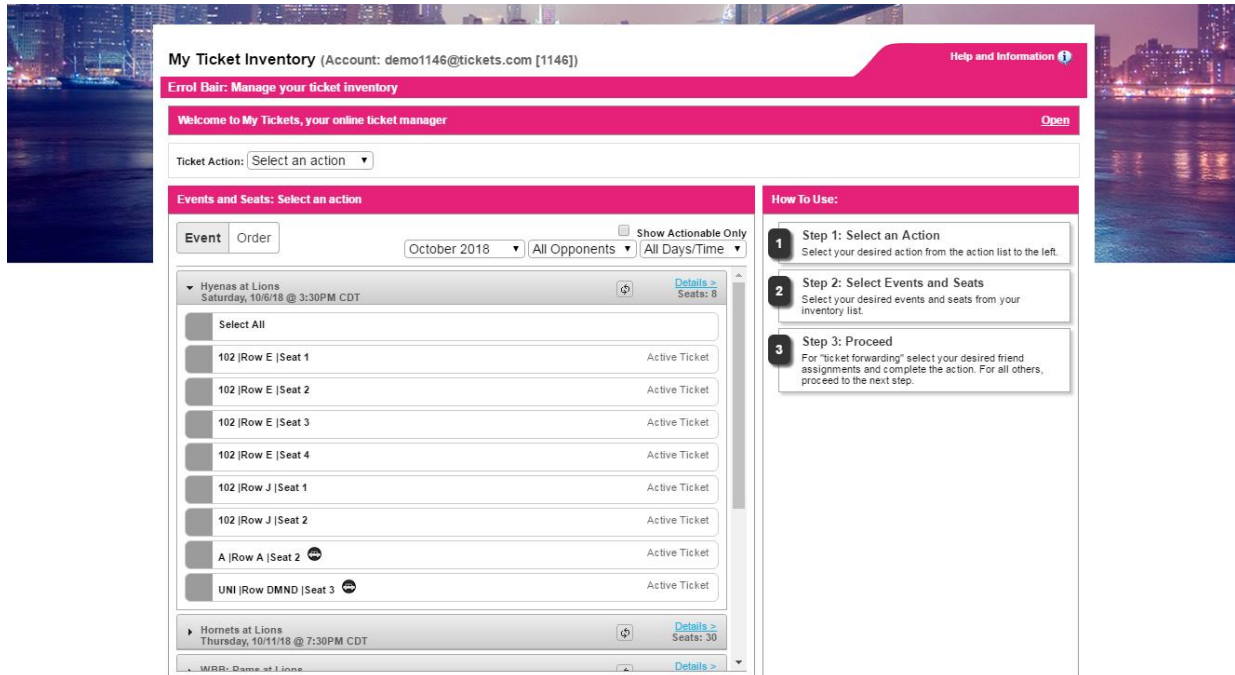 My Ticket Inventory (Account: demo1146@tickets.com [1146])
Help and Information
Errol Bair: Manage your ticket inventory
Welcome to My Tickets, your online ticket manager
Open
Ticket Action: Select an action
Events and Seats: Select an action
Event Order
Show Actionable Only
October 2018 All Opponents All Days/Time
Hyenas at Lions
Saturday, 10/6/18 @ 3:30PM CDT
Details >
Seats: 8
Select All
102 |Row E |Seat 1 Active Ticket
102 |Row E |Seat 2 Active Ticket
102 |Row E |Seat 3 Active Ticket
102 |Row E |Seat 4 Active Ticket
102 |Row J |Seat 1 Active Ticket
102 |Row J |Seat 2 Active Ticket
A |Row A |Seat 2 Active Ticket
UNI |Row DMND |Seat 3 Active Ticket
Hornets at Lions
Thursday, 10/11/18 @ 7:30PM CDT
Details >
Seats: 30
WBB: Rams at Lions
Details >
How To Use:
1
Step 1: Select an Action
Select your desired action from the action list to the left.
2
Step 2: Select Events and Seats
Select your desired events and seats from your
inventory list.
3
Step 3: Proceed
For "ticket forwarding" select your desired friend
assignments and complete the action. For all others,
proceed to the next step.